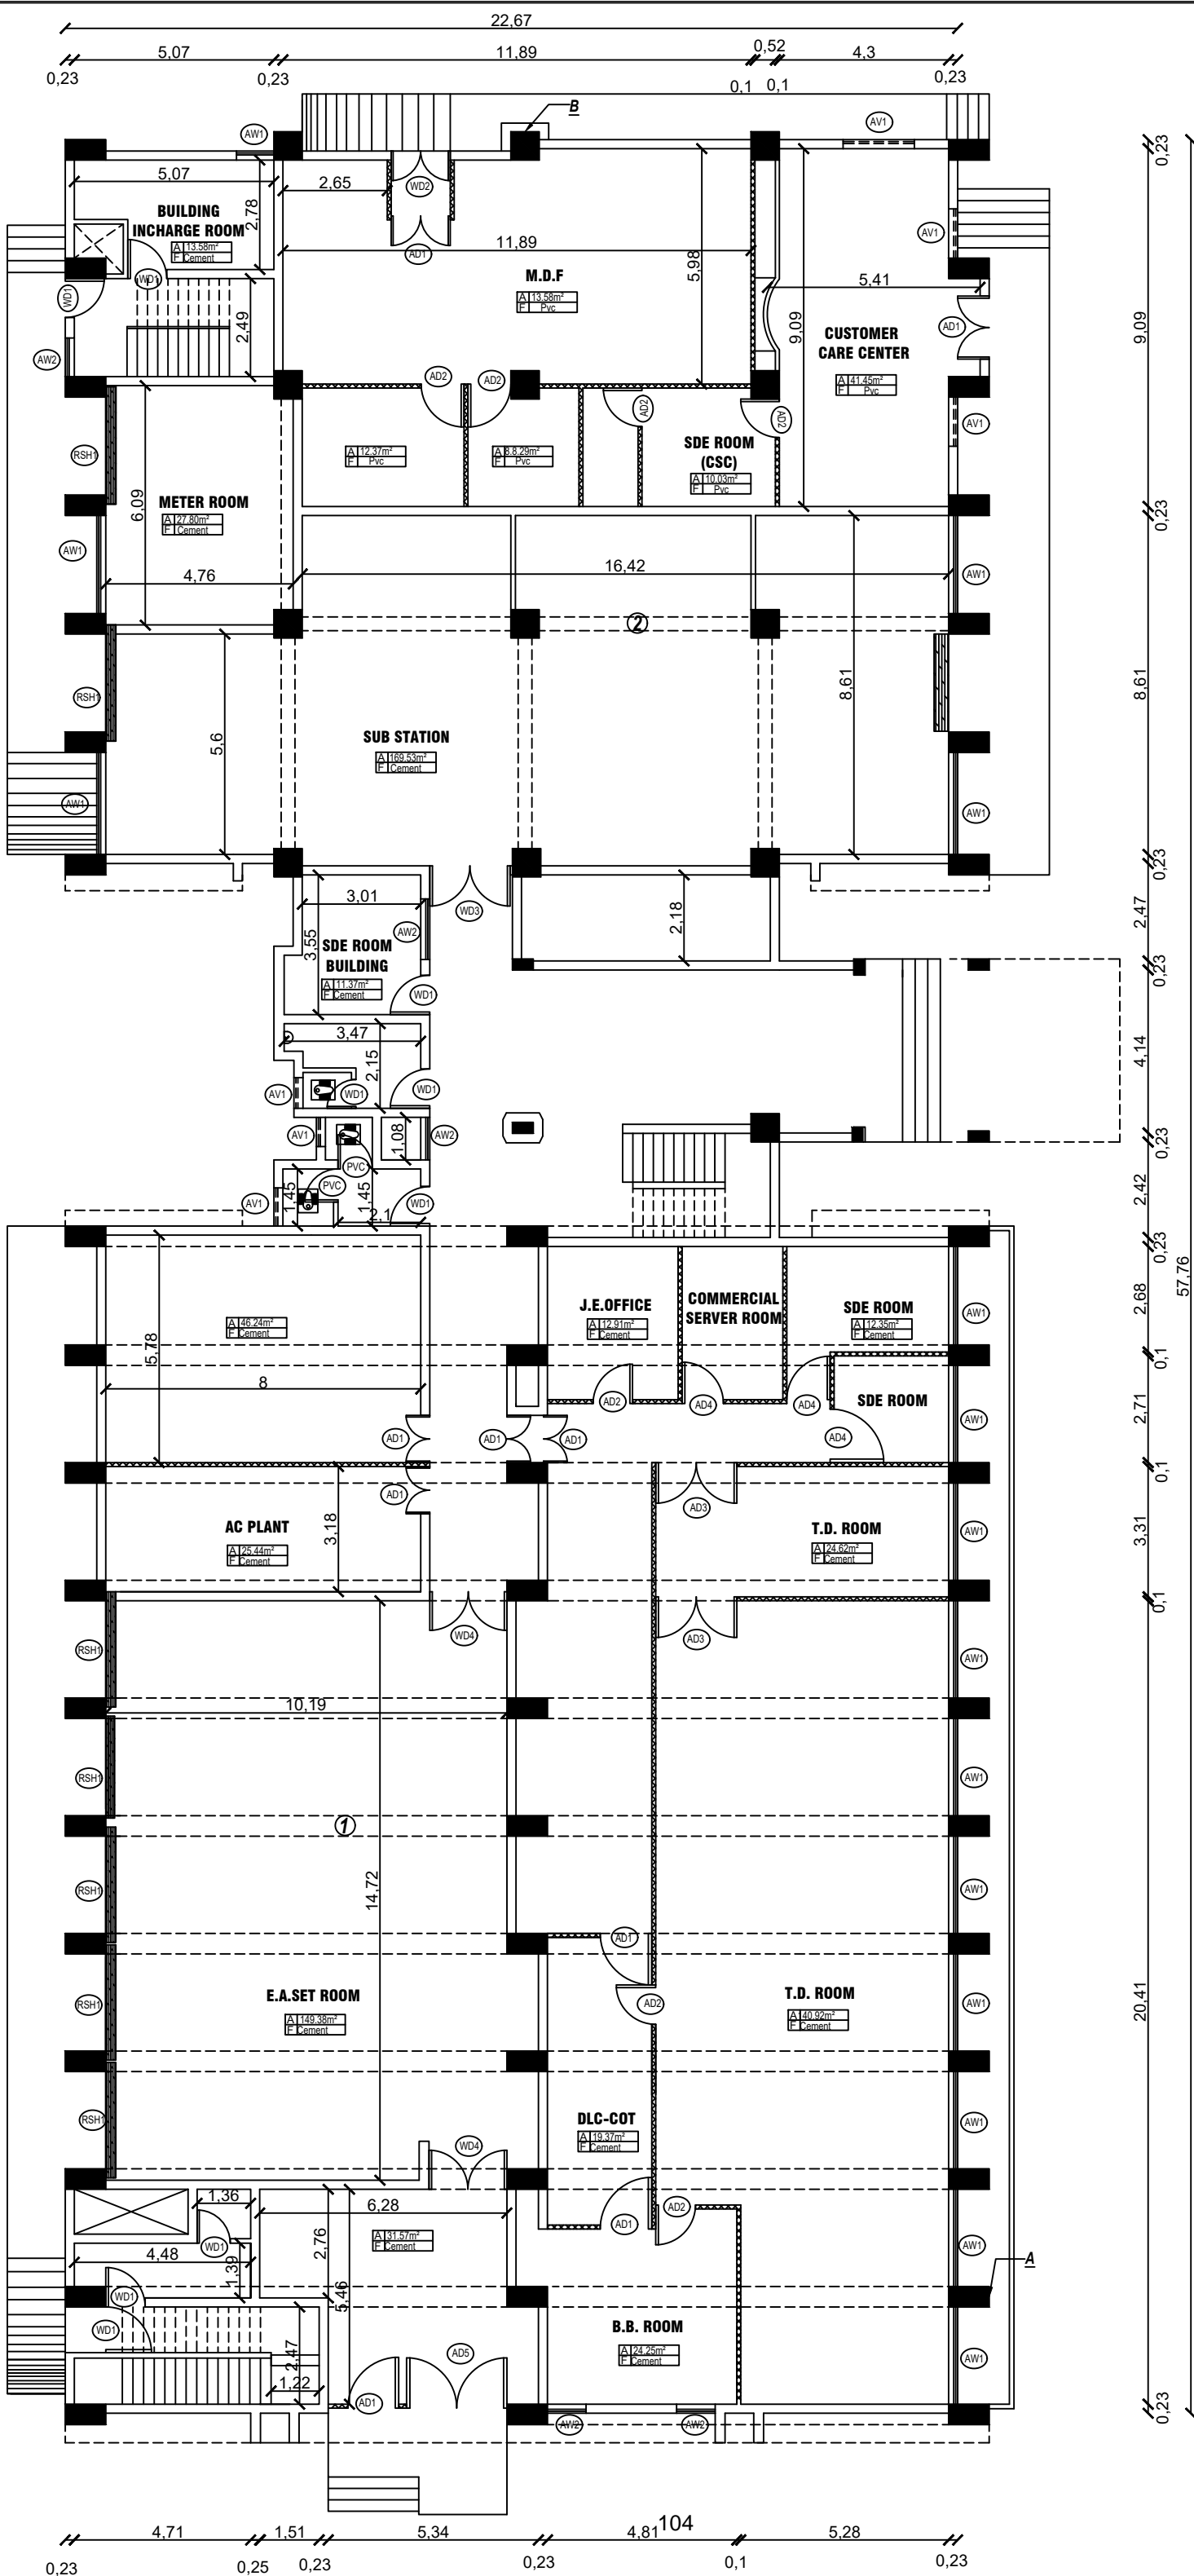 22,67
5,07
11,89
0,52
4,3
0,23
0,23
0,1
0,1
0,23
B
AW1
AV1
0,23
5,07
2,65
WD2
2,78
BUILDING
INCHARGE ROOM
A 13.58m²
F Cement
AD1
11,89
5,98
AV1
WD1
WD1
M.D.F
A 13.58m²
F Pvc
5,41
2,49
9,09
CUSTOMER
CARE CENTER
A 41.45m²
F Pvc
AD1
9,09
AW2
AD2
AD2
AD2
AD2
AV1
RSH1
A 12.37m²
F Pvc
A 8.8.29m²
F Pvc
SDE ROOM
(CSC)
A 10.03m²
F Pvc
6,09
METER ROOM
A 27.80m²
F Cement
0,23
AW1
4,76
16,42
AW1
2
RSH1
5,6
8,61
8,61
SUB STATION
A 169.53m²
F Cement
AW1
AW1
0,23
3,01
WD3
2,18
2,47
3,55
AW2
SDE ROOM
BUILDING
A 11.37m²
F Cement
WD1
0,23
3,47
2,15
4,14
AV1
WD1
WD1
AV1
1,08
AW2
0,23
PVC
PVC
1,45
1,45
2,42
AV1
2,1
WD1
0,23
57,76
5,78
A 46.24m²
F Cement
J.E.OFFICE
A 12.91m²
F Cement
COMMERCIAL
SERVER ROOM
SDE ROOM
A 12.35m²
F Cement
AW1
2,68
0,1
8
AD2
AD4
AD4
SDE ROOM
AD4
AW1
2,71
AD1
AD1
AD1
0,1
AD1
AD3
AC PLANT
A 25.44m²
F Cement
3,18
T.D. ROOM
A 24.62m²
F Cement
AW1
3,31
0,1
RSH1
WD4
AD3
AW1
10,19
RSH1
AW1
1
14,72
RSH1
AW1
AD1
E.A.SET ROOM
A 149.38m²
F Cement
RSH1
AD2
T.D. ROOM
A 40.92m²
F Cement
AW1
20,41
RSH1
DLC-COT
A 19.37m²
F Cement
AW1
WD4
1,36
6,28
AD2
AD1
WD1
2,76
A 31.57m²
F Cement
AW1
4,48
1,39
A
WD1
5,46
WD1
B.B. ROOM
A 24.25m²
F Cement
2,47
AD5
AW1
1,22
AD1
0,23
AW2
AW2
104
4,71
1,51
5,34
4,81
5,28
0,23
0,25
0,23
0,23
0,1
0,23